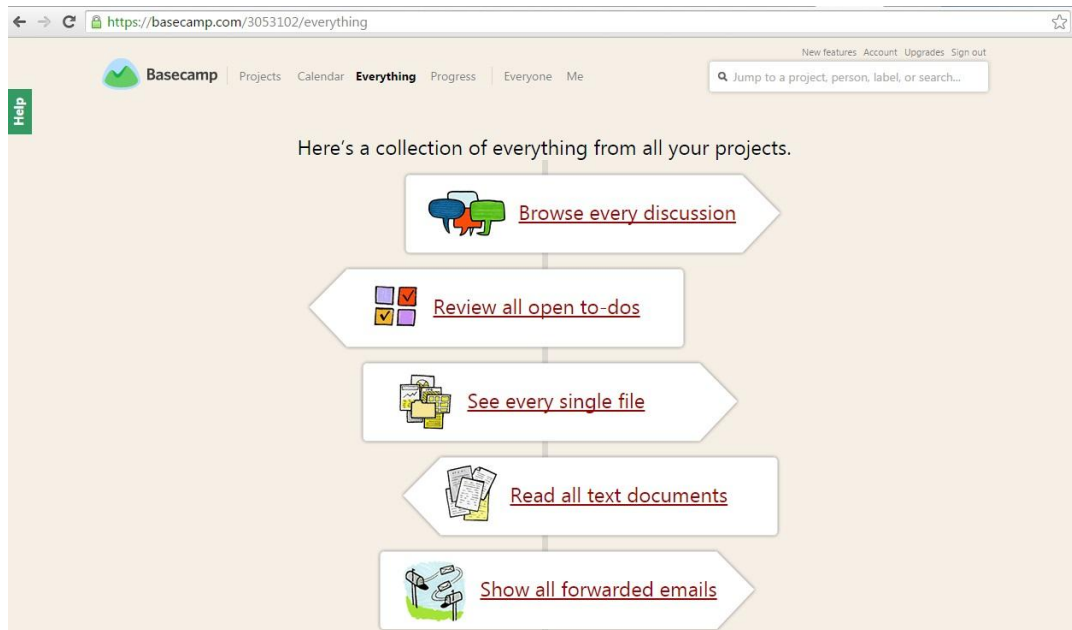 https://basecamp.com/3053102/everything
New features Account Upgrades Sign out
Basecamp Projects Calendar Everything Progress Everyone Me
Jump to a project, person, label, or search...
Help
Here's a collection of everything from all your projects.
Browse every discussion
Review all open to-dos
See every single file
Read all text documents
Show all forwarded emails